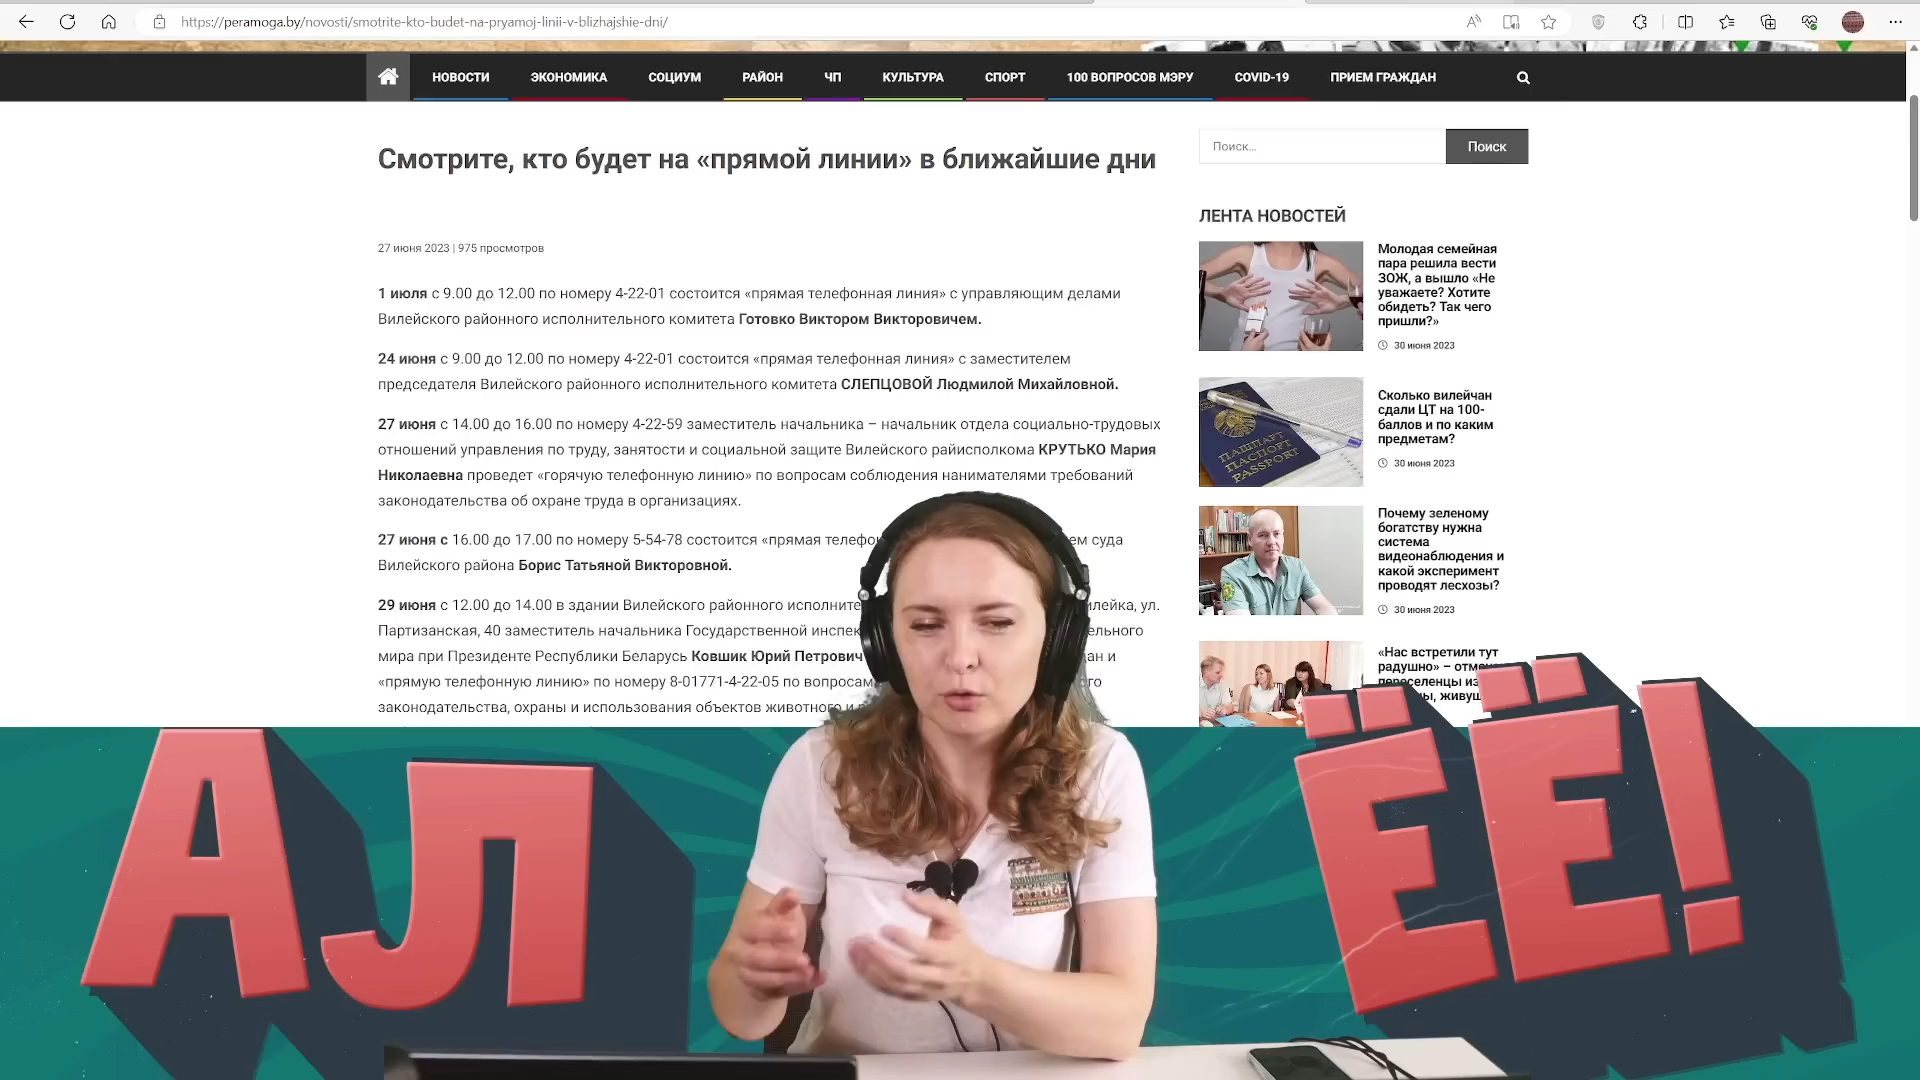 https://peramoga.by/novosti/smotrite-kto-budet-na-pryamoj-linii-v-blizhajshie-dni/
НОВОСТИ ЭКОНОМИКА СОЦИУМ РАЙОН ЧП КУЛЬТУРА СПОРТ 100 ВОПРОСОВ МЭРУ COVID-19 ПРИЕМ ГРАЖДАН
Смотрите, кто будет на «прямой линии» в ближайшие дни
27 июня 2023 | 975 просмотров
1 июля с 9.00 до 12.00 по номеру 4-22-01 состоится «прямая телефонная линия» с управляющим делами
Вилейского районного исполнительного комитета Готовко Виктором Викторовичем.
24 июня с 9.00 до 12.00 по номеру 4-22-01 состоится «прямая телефонная линия» с заместителем
председателя Вилейского районного исполнительного комитета СЛЕПЦОВОЙ Людмилой Михайловной.
27 июня с 14.00 до 16.00 по номеру 4-22-59 заместитель начальника – начальник отдела социально-трудовых
отношений управления по труду, занятости и социальной защите Вилейского райисполкома КРУТЬКО Мария
Николаевна проведет «горячую телефонную линию» по вопросам соблюдения нанимателями требований
законодательства об охране труда в организациях.
27 июня с 16.00 до 17.00 по номеру 5-54-78 состоится «прямая суда
Вилейского района Борис Татьяной Викторовной.
29 июня с 12.00 до 14.00 в здании Вилейского районного ул.
Партизанская, 40 заместитель начальника Государственной
мира при Президенте Республики Беларусь Ковшик Юрий Петрович и
«прямую телефонную линию» по номеру 8-01771-4-22-05 по вопросам
законодательства, охраны и использования объектов животного и
Поиск...
Поиск
ЛЕНТА НОВОСТЕЙ
Молодая семейная
пара решила вести
ЗОЖ, а вышло «Не
уважаете? Хотите
обидеть? Так чего
пришли?»
30 июня 2023
ПАШПАРТ
ПАСПОРТ
PASSPORT
Сколько вилейчан
сдали ЦТ на 100-
баллов и по каким
предметам?
30 июня 2023
Почему зеленому
богатству нужна
система
видеонаблюдения и
какой эксперимент
проводят лесхозы?
30 июня 2023
«Нас встретили тут
радушно» –
АЛ
ЁЁ!